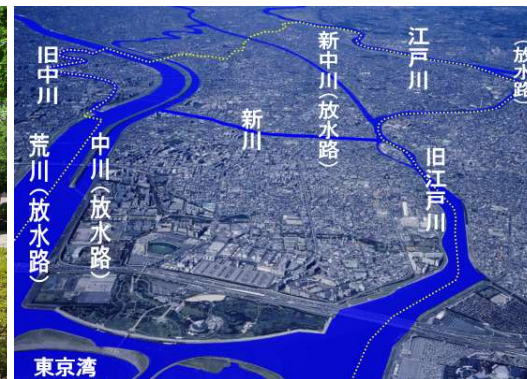 旧中川
荒川（放水路）
中川（放水路）
新川
新中川（放水路）
江戸川
（放水路）
旧江戸川
東京湾